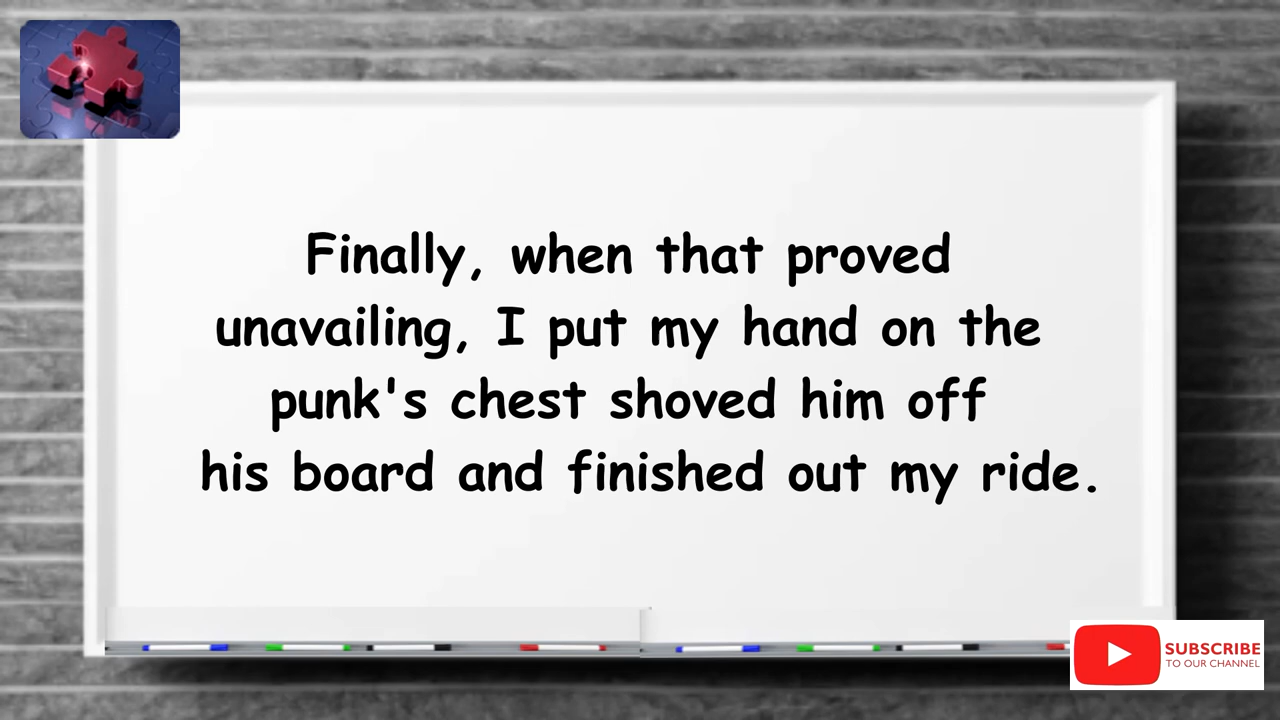 Finally, when that proved
unavailing, I put my hand on the
punk's chest shoved him off
his board and finished out my ride.
SUBSCRIBE
TO OUR CHANNEL